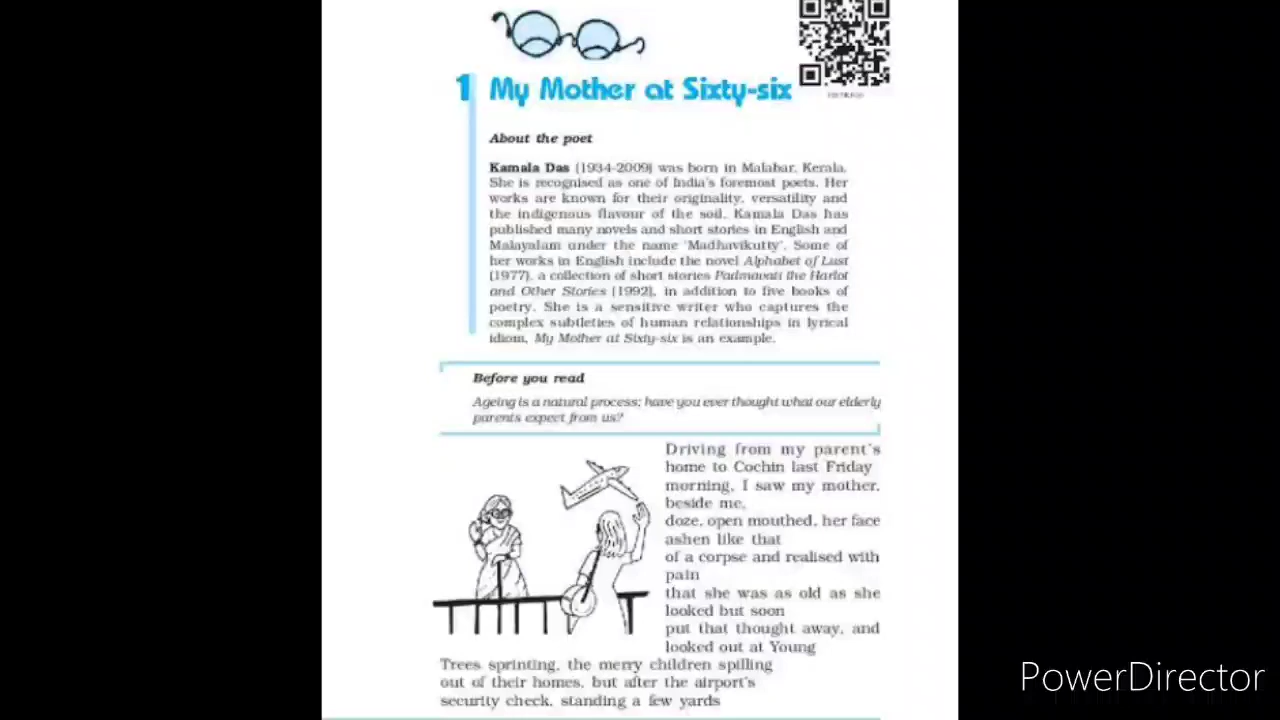 1 My Mother at Sixty-six
About the poet
Kamala Das (1934-2009) was born in Malabar, Kerala.
She is recognised as one of India's foremost poets. Her
works are known for their originality, versatility and
the indigenous flavour of the soil. Kamala Das has
published many novels and short stories in English and
Malayalam under the name 'Madhavikutty'. Some of
her works in English include the novel Alphabet of Lust
(1977), a collection of short stories Padmavati the Harlot
and Other Stories (1992), in addition to five books of
poetry. She is a sensitive writer who captures the
complex subtleties of human relationships in lyrical
idiom, My Mother at Sixty-six is an example.
Before you read
Ageing is a natural process; have you ever thought what our elderly
parents expect from us?
Driving from my parent's
home to Cochin last Friday
morning, I saw my mother,
beside me,
doze, open mouthed, her face
ashen like that
of a corpse and realised with
pain
that she was as old as she
looked but soon
put that thought away, and
looked out at Young
Trees sprinting, the merry children spilling
out of their homes, but after the airport's
security check, standing a few yards
PowerDirector